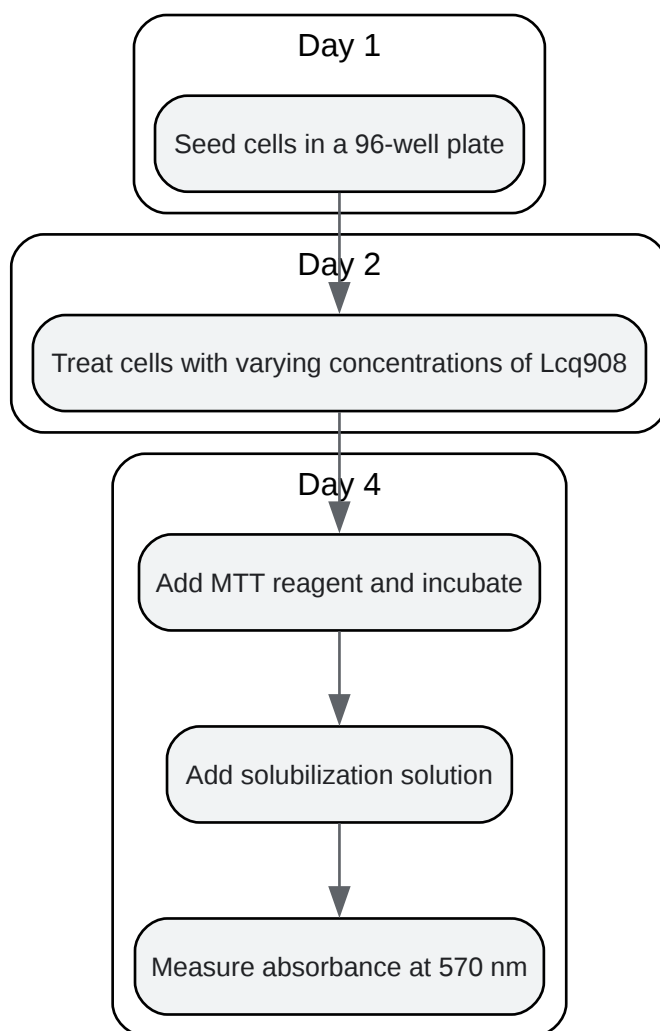 Day 1
Seed cells in a 96-well plate
Day 2
Treat cells with varying concentrations of Lcq908
Day 4
Add MTT reagent and incubate
Add solubilization solution
Measure absorbance at 570 nm